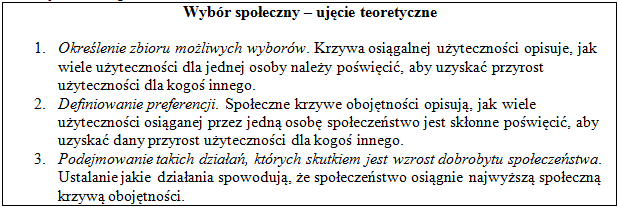 Wybór społeczny – ujęcie teoretyczne
1. Określenie zbioru możliwych wyborów. Krzywa osiągalnej użyteczności opisuje, jak
wiele użyteczności dla jednej osoby należy poświęcić, aby uzyskać przyrost
użyteczności dla kogoś innego.
2. Definiowanie preferencji. Społeczne krzywe obojętności opisują, jak wiele
użyteczności osiąganej przez jedną osobę społeczeństwo jest skłonne poświęcić, aby
uzyskać dany przyrost użyteczności dla kogoś innego.
3. Podejmowanie takich działań, których skutkiem jest wzrost dobrobytu społeczeństwa.
Ustalanie jakie działania spowodują, że społeczeństwo osiągnie najwyższą społeczną
krzywą obojętności.